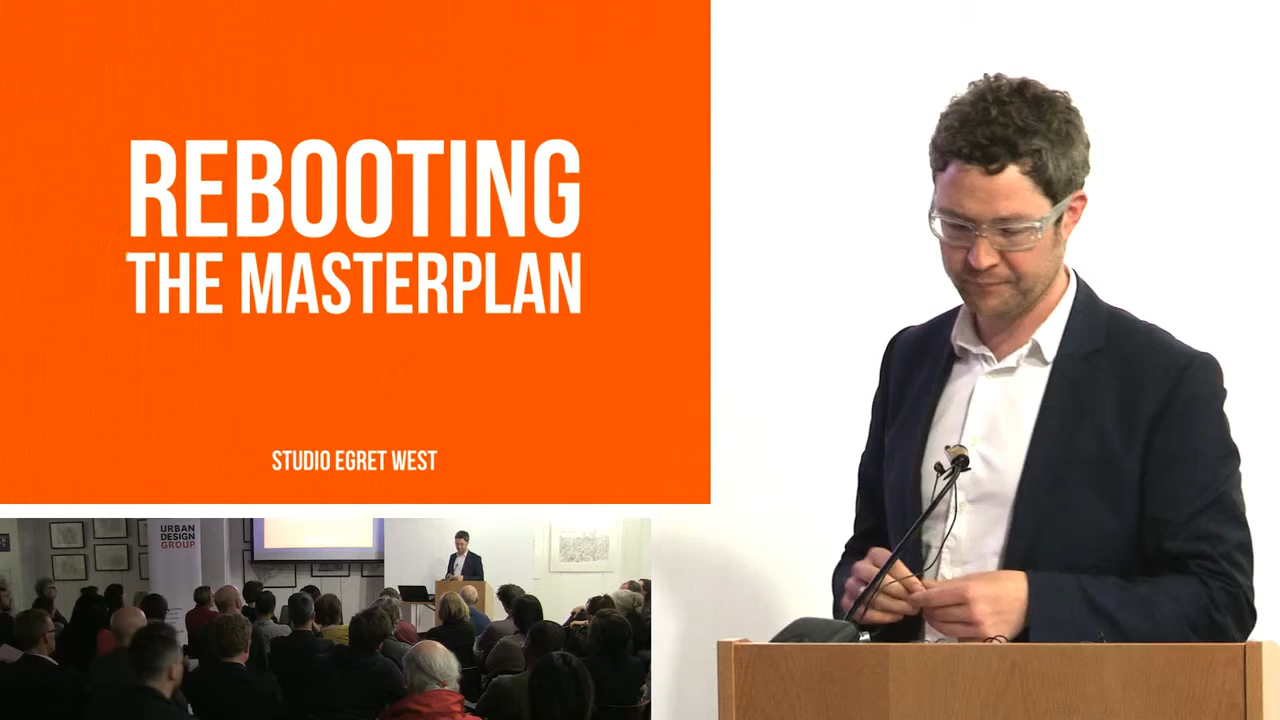 REBOOTING
THE MASTERPLAN
STUDIO EGRET WEST
URBAN
DESIGN
GROUP